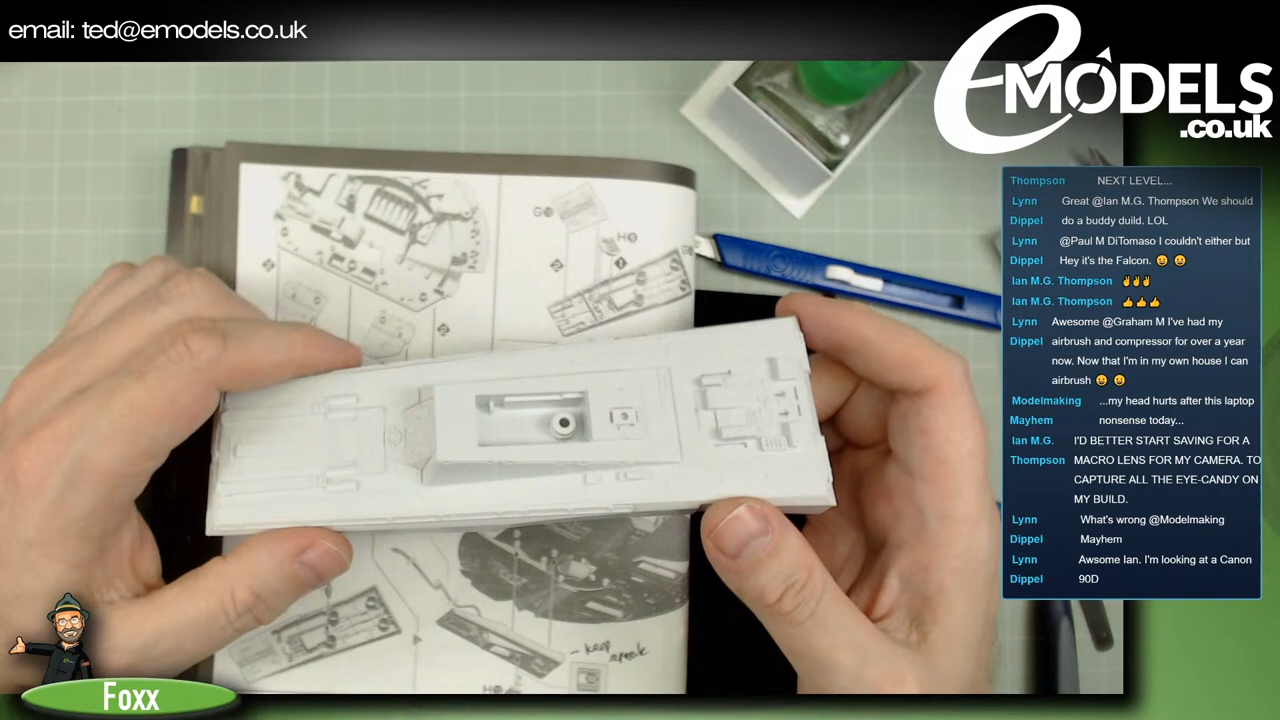 email: ted@emodels.co.uk
eMODELS
.co.uk
Thompson NEXT LEVEL...
Lynn Great @Ian M.G. Thompson We should
Dippel do a buddy duild. LOL
Lynn @Paul M DiTomaso I couldn't either but
Dippel Hey it's the Falcon. 😀 😀
Ian M.G. Thompson ✌✌✌
Ian M.G. Thompson 👍👍👍
Lynn Awesome @Graham M I've had my
Dippel airbrush and compressor for over a year
now. Now that I'm in my own house I can
airbrush 😀 😀
Modelmaking ...my head hurts after this laptop
Mayhem nonsense today...
Ian M.G. I'D BETTER START SAVING FOR A
Thompson MACRO LENS FOR MY CAMERA. TO
CAPTURE ALL THE EYE-CANDY ON
MY BUILD.
Lynn What's wrong @Modelmaking
Dippel Mayhem
Lynn Awsome Ian. I'm looking at a Canon
Dippel 90D
- keep
Foxx